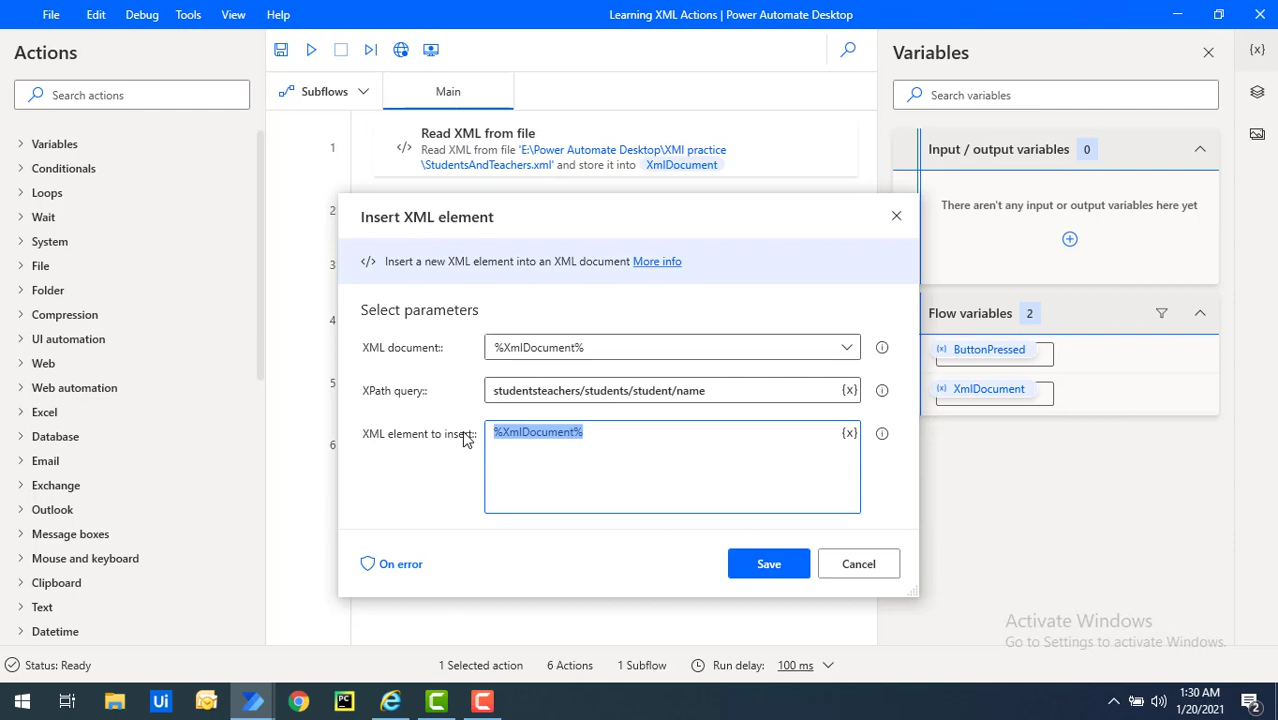 File
Edit
Debug
Tools
View
Help
Learning XML Actions | Power Automate Desktop
Actions
Search actions
Variables
Conditionals
Loops
Wait
System
File
Folder
Compression
UI automation
Web
Web automation
Excel
Database
Email
Exchange
Outlook
Message boxes
Mouse and keyboard
Clipboard
Text
Datetime
Subflows
Main
1
2
3
4
5
6
Read XML from file
Read XML from file 'E:\Power Automate Desktop\XMl practice
\StudentsAndTeachers.xml' and store it into XmlDocument
Insert XML element
Insert a new XML element into an XML document More info
Select parameters
XML document::
%XmlDocument%
XPath query::
studentsteachers/students/student/name
{x}
XML element to insert::
%XmlDocument%
{x}
On error
Save
Cancel
Variables
{x}
Search variables
Input / output variables 0
There aren't any input or output variables here yet
Flow variables 2
(x) ButtonPressed
(x) XmlDocument
Activate Windows
Go to Settings to activate Windows.
Status: Ready
1 Selected action
6 Actions
1 Subflow
Run delay:
100 ms
Ui
PC
1:30 AM
1/20/2021
2